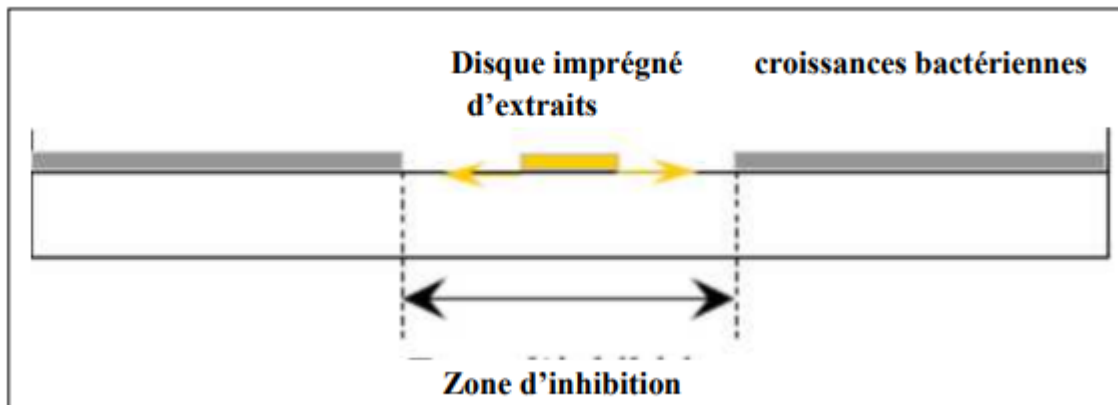 Disque imprégné
d'extraits
croissances bactériennes
Zone d'inhibition